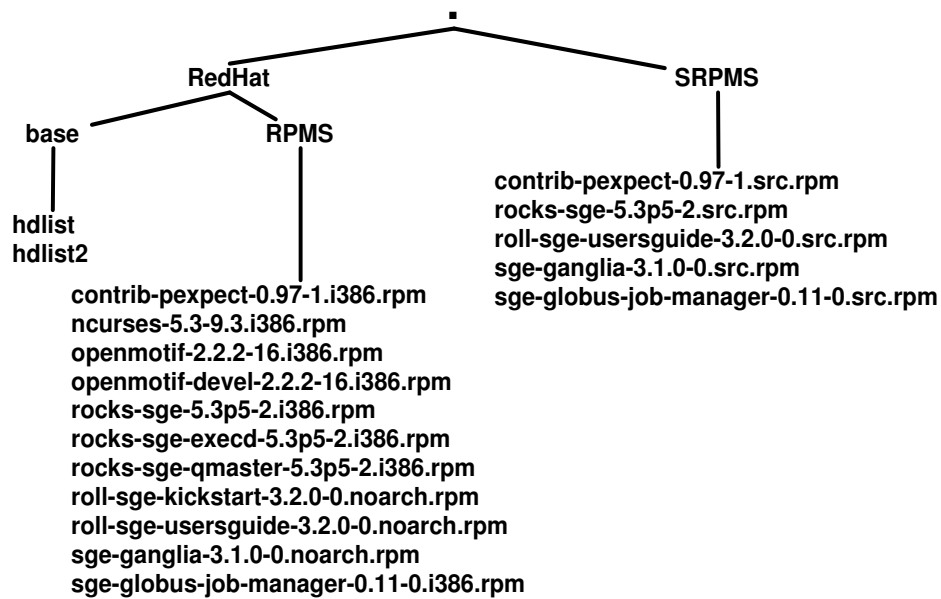 .
RedHat
SRPMS
base
RPMS
hdlist
hdlist2
contrib-pexpect-0.97-1.i386.rpm
ncurses-5.3-9.3.i386.rpm
openmotif-2.2.2-16.i386.rpm
openmotif-devel-2.2.2-16.i386.rpm
rocks-sge-5.3p5-2.i386.rpm
rocks-sge-execd-5.3p5-2.i386.rpm
rocks-sge-qmaster-5.3p5-2.i386.rpm
roll-sge-kickstart-3.2.0-0.noarch.rpm
roll-sge-usersguide-3.2.0-0.noarch.rpm
sge-ganglia-3.1.0-0.noarch.rpm
sge-globus-job-manager-0.11-0.i386.rpm
contrib-pexpect-0.97-1.src.rpm
rocks-sge-5.3p5-2.src.rpm
roll-sge-usersguide-3.2.0-0.src.rpm
sge-ganglia-3.1.0-0.src.rpm
sge-globus-job-manager-0.11-0.src.rpm